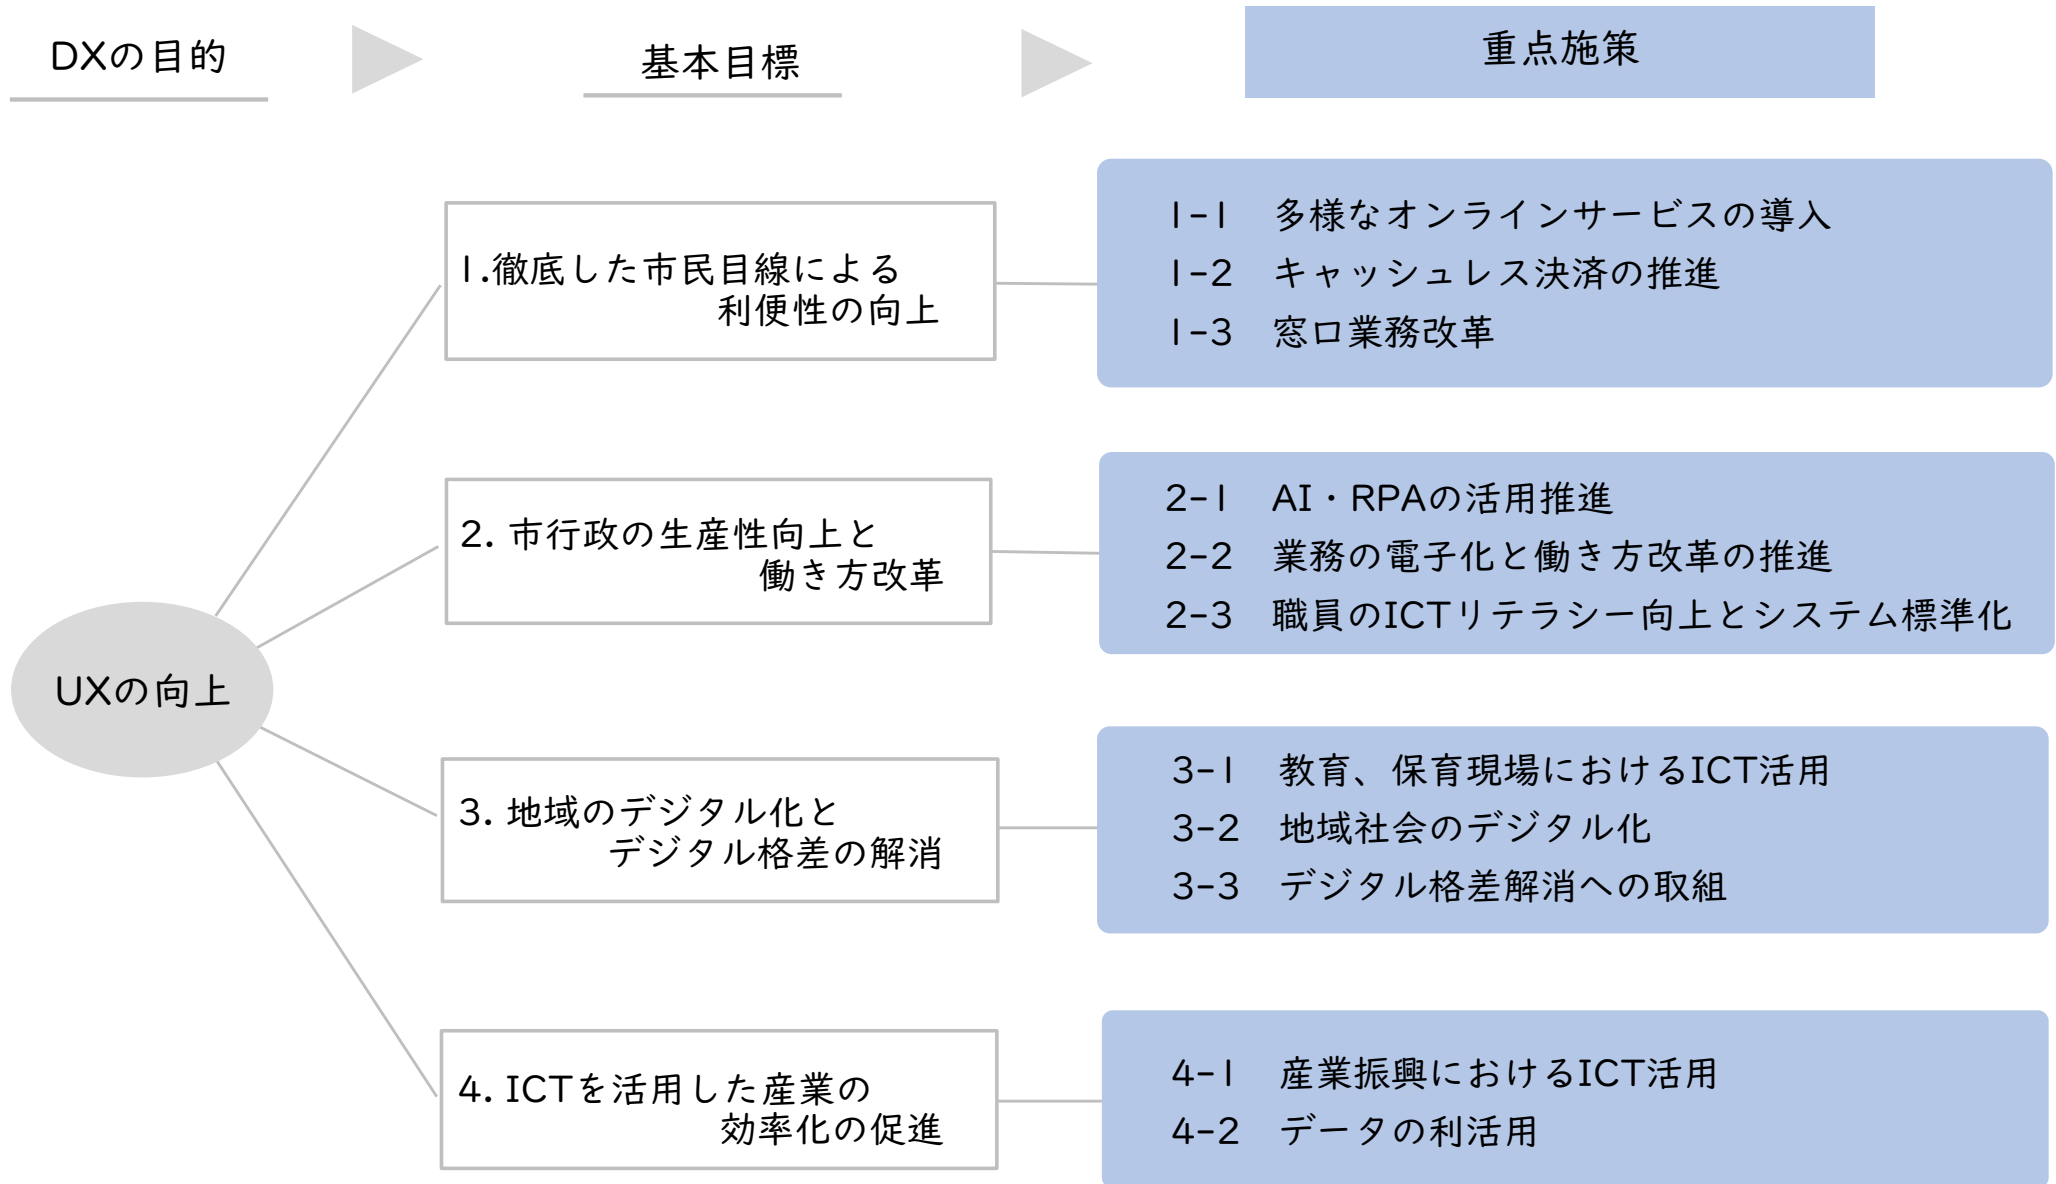 DXの目的
基本目標
重点施策
UXの向上
1.徹底した市民目線による
利便性の向上
1-1 多様なオンラインサービスの導入
1-2 キャッシュレス決済の推進
1-3 窓口業務改革
2. 市行政の生産性向上と
働き方改革
2-1 AI・RPAの活用推進
2-2 業務の電子化と働き方改革の推進
2-3 職員のICTリテラシー向上とシステム標準化
3. 地域のデジタル化と
デジタル格差の解消
3-1 教育、保育現場におけるICT活用
3-2 地域社会のデジタル化
3-3 デジタル格差解消への取組
4. ICTを活用した産業の
効率化の促進
4-1 産業振興におけるICT活用
4-2 データの利活用